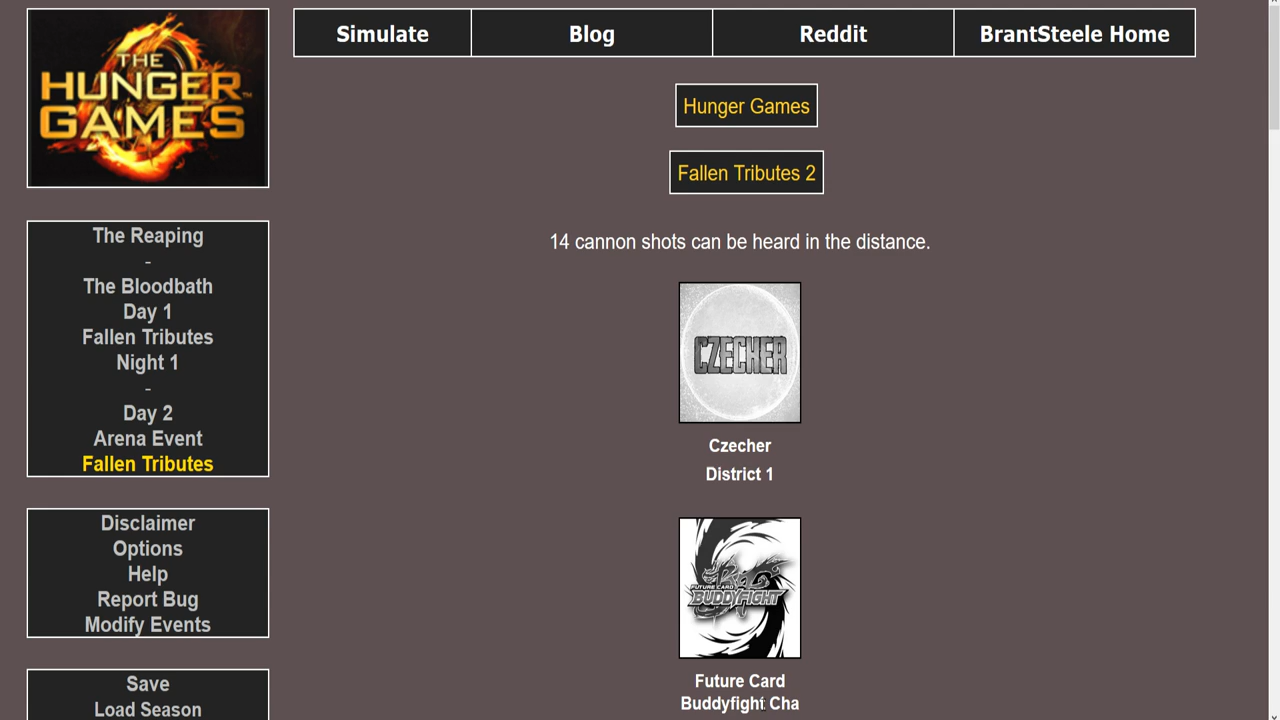 THE
HUNGER
GAMES
Simulate
Blog
Reddit
BrantSteele Home
Hunger Games
Fallen Tributes 2
14 cannon shots can be heard in the distance.
The Reaping
-
The Bloodbath
Day 1
Fallen Tributes
Night 1
-
Day 2
Arena Event
Fallen Tributes
Disclaimer
Options
Help
Report Bug
Modify Events
Save
Load Season
CZECHER
Czecher
District 1
FUTURE CARD
BUDDYFIGHT
Future Card
Buddyfight Cha